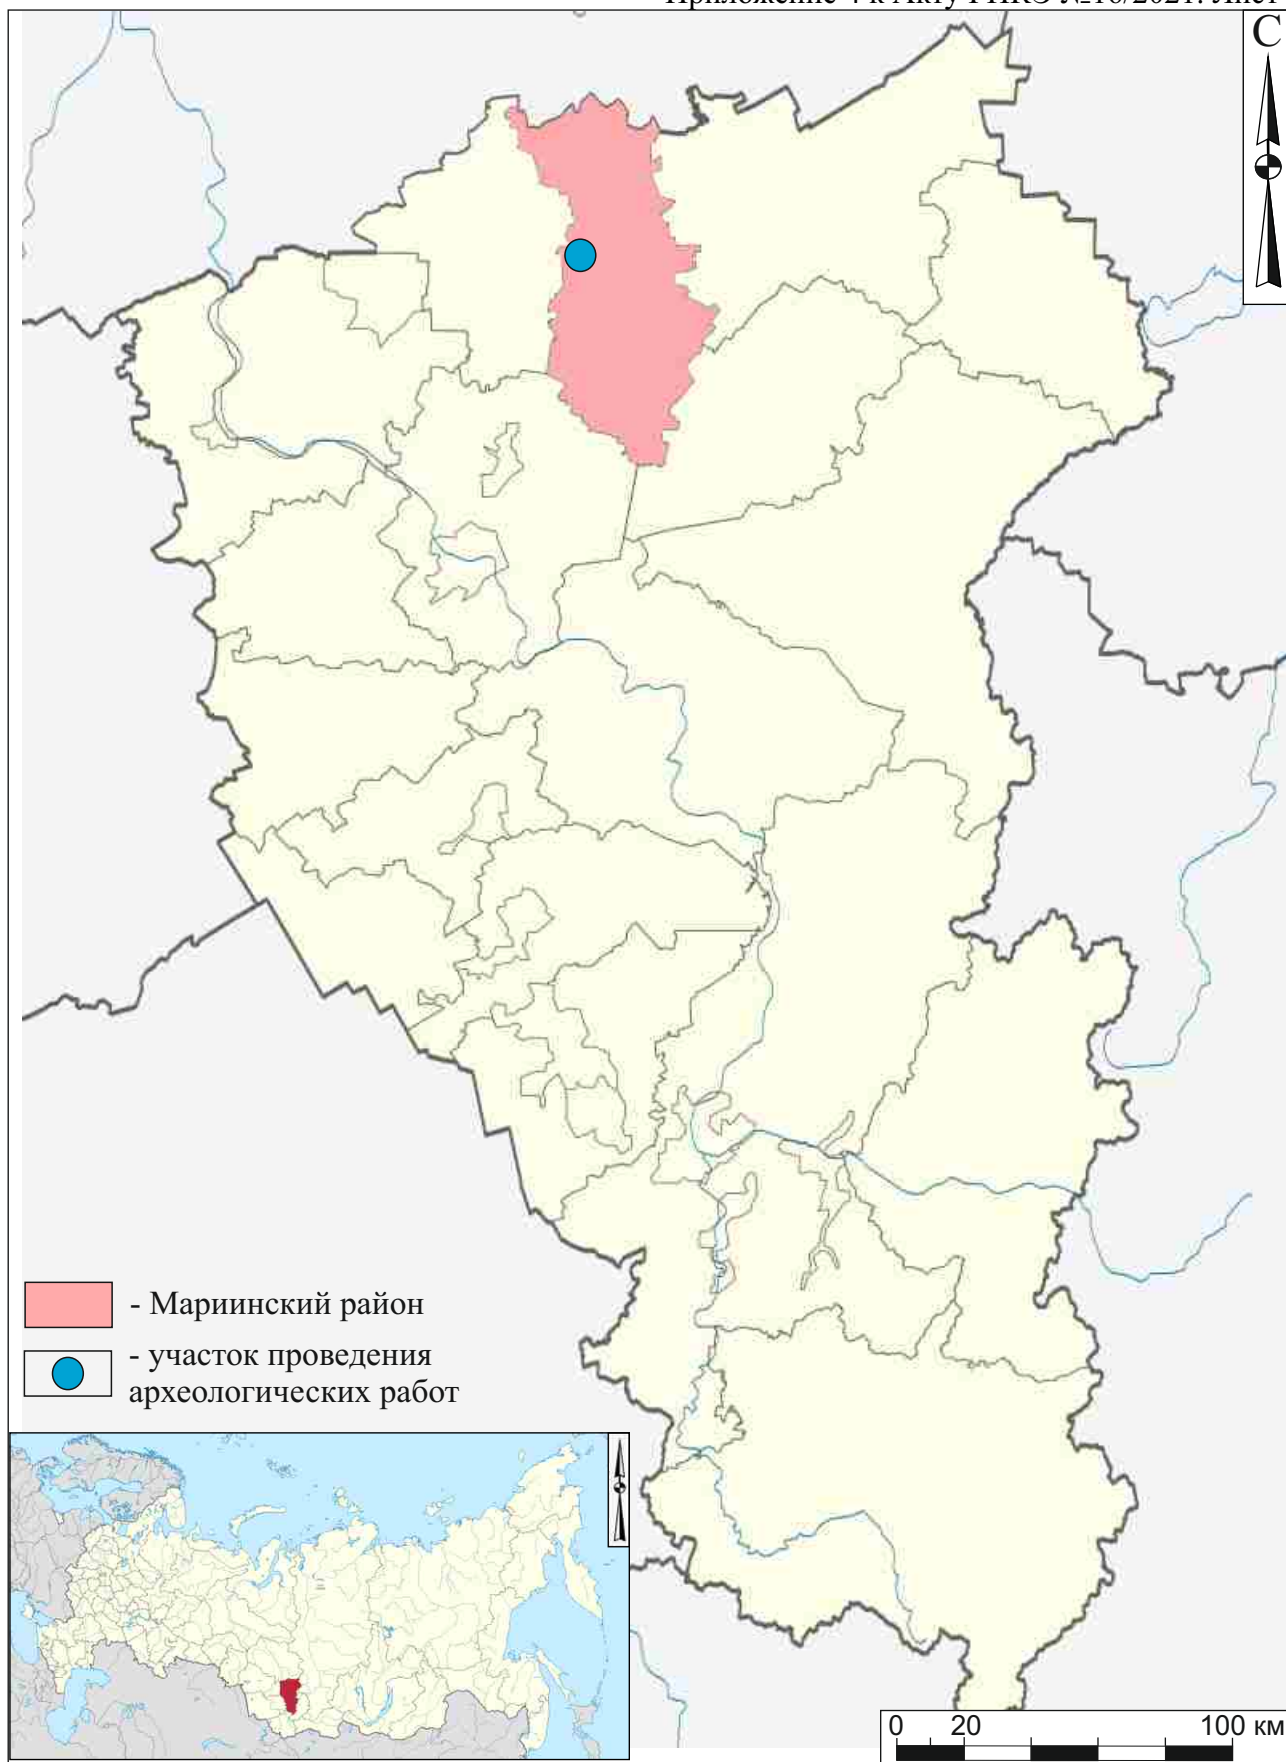 С
- Мариинский район
- участок проведения
археологических работ
0 20 100 км